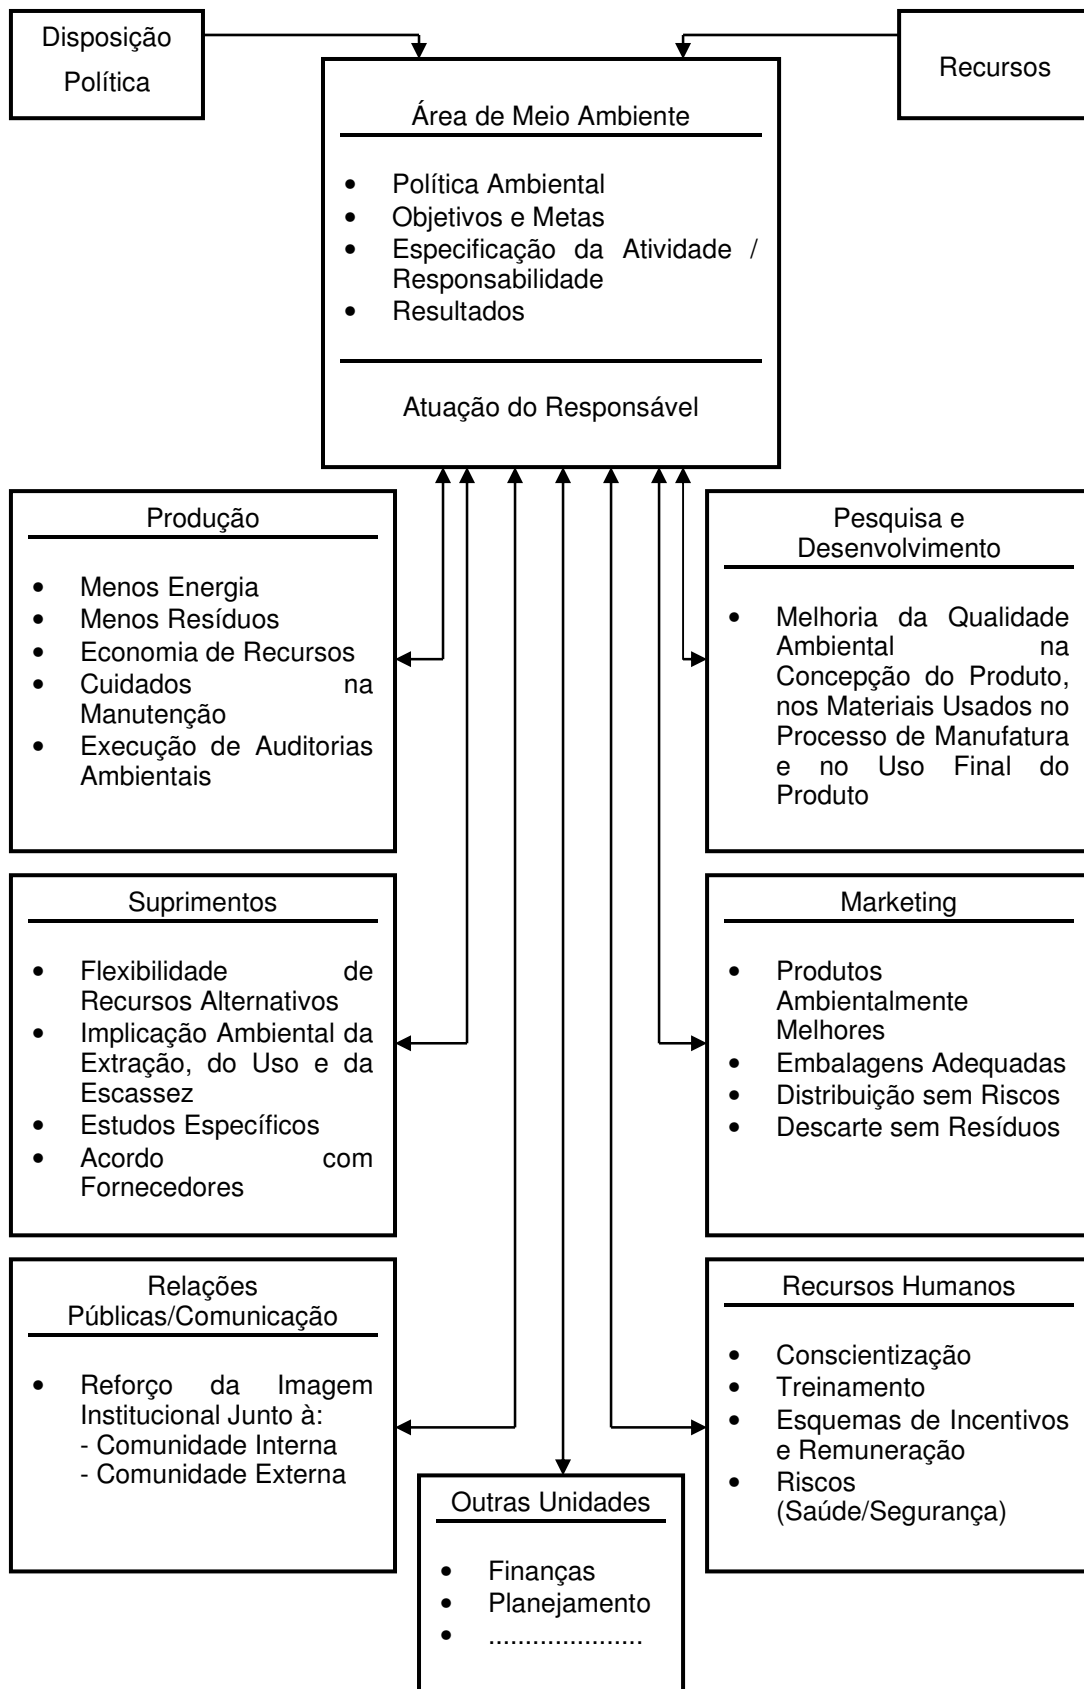 Disposição
Política
Recursos
Área de Meio Ambiente
• Política Ambiental
• Objetivos e Metas
• Especificação da Atividade /
Responsabilidade
• Resultados
Atuação do Responsável
Produção
• Menos Energia
• Menos Resíduos
• Economia de Recursos
• Cuidados na
Manutenção
• Execução de Auditorias
Ambientais
Pesquisa e
Desenvolvimento
• Melhoria da Qualidade
Ambiental na
Concepção do Produto,
nos Materiais Usados no
Processo de Manufatura
e no Uso Final do
Produto
Suprimentos
• Flexibilidade de
Recursos Alternativos
• Implicação Ambiental da
Extração, do Uso e da
Escassez
• Estudos Específicos
• Acordo com
Fornecedores
Marketing
• Produtos
Ambientalmente
Melhores
• Embalagens Adequadas
• Distribuição sem Riscos
• Descarte sem Resíduos
Relações
Públicas/Comunicação
• Reforço da Imagem
Institucional Junto à:
- Comunidade Interna
- Comunidade Externa
Recursos Humanos
• Conscientização
• Treinamento
• Esquemas de Incentivos
e Remuneração
• Riscos
(Saúde/Segurança)
Outras Unidades
• Finanças
• Planejamento
• .....................